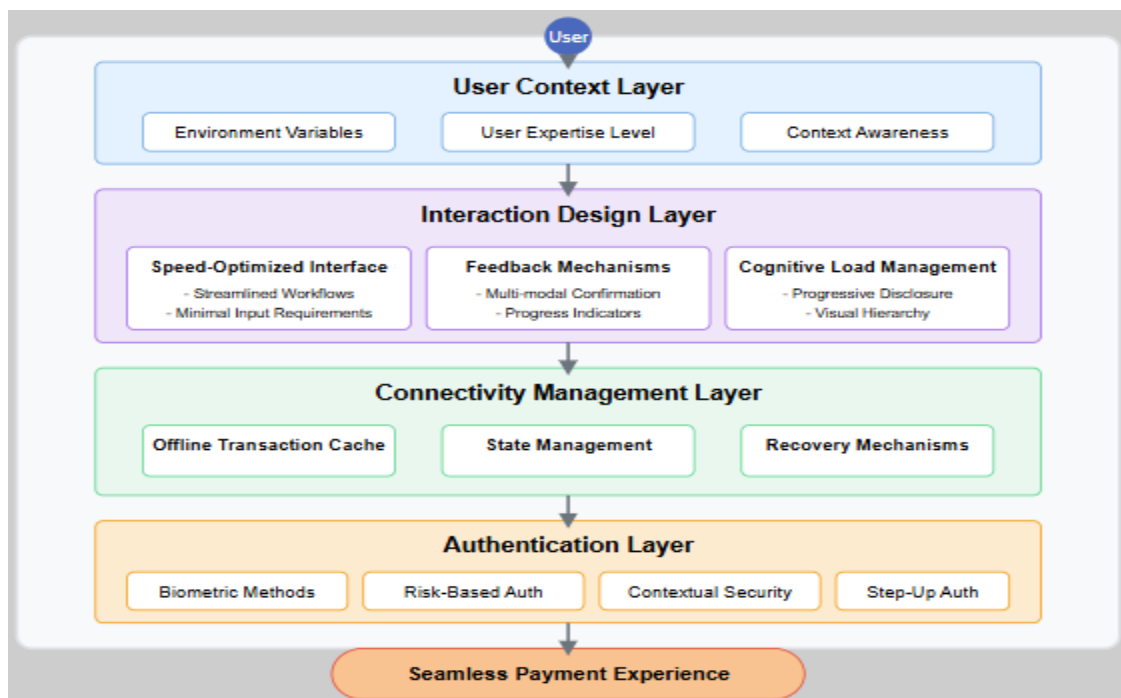 User
User Context Layer
Environment Variables
User Expertise Level
Context Awareness
Interaction Design Layer
Speed-Optimized Interface
- Streamlined Workflows
- Minimal Input Requirements
Feedback Mechanisms
- Multi-modal Confirmation
- Progress Indicators
Cognitive Load Management
- Progressive Disclosure
- Visual Hierarchy
Connectivity Management Layer
Offline Transaction Cache
State Management
Recovery Mechanisms
Authentication Layer
Biometric Methods
Risk-Based Auth
Contextual Security
Step-Up Auth
Seamless Payment Experience